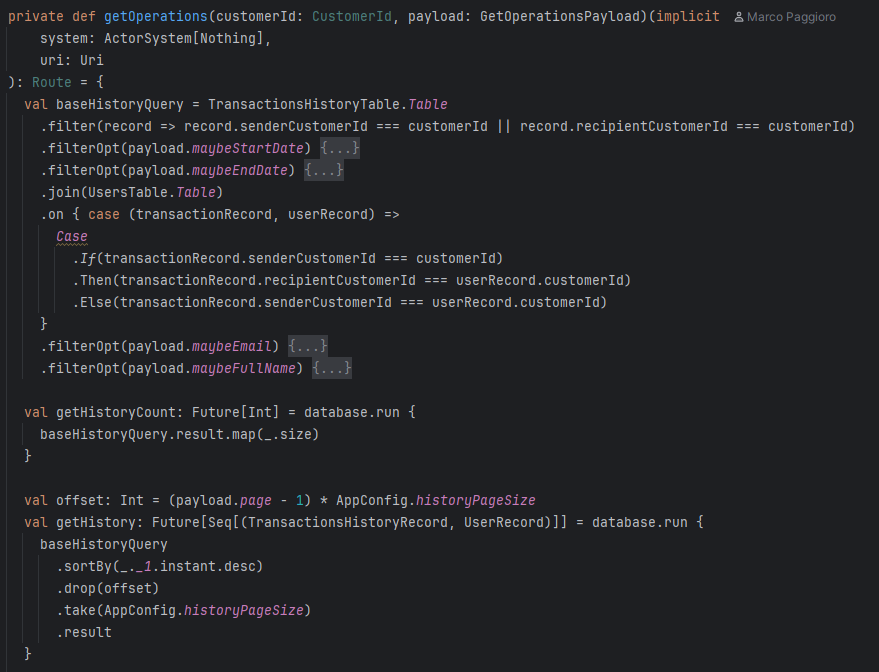 private def getOperations(customerId: CustomerId, payload: GetOperationsPayload)(implicit Marco Paggioro
    system: ActorSystem[Nothing],
    uri: Uri
): Route = {
  val baseHistoryQuery = TransactionsHistoryTable.Table
    .filter(record => record.senderCustomerId === customerId || record.recipientCustomerId === customerId)
    .filterOpt(payload.maybeStartDate) {...}
    .filterOpt(payload.maybeEndDate) {...}
    .join(UsersTable.Table)
    .on { case (transactionRecord, userRecord) =>
      Case
        .If(transactionRecord.senderCustomerId === customerId)
        .Then(transactionRecord.recipientCustomerId === userRecord.customerId)
        .Else(transactionRecord.senderCustomerId === userRecord.customerId)
    }
    .filterOpt(payload.maybeEmail) {...}
    .filterOpt(payload.maybeFullName) {...}

  val getHistoryCount: Future[Int] = database.run {
    baseHistoryQuery.result.map(_.size)
  }

  val offset: Int = (payload.page - 1) * AppConfig.historyPageSize
  val getHistory: Future[Seq[(TransactionsHistoryRecord, UserRecord)]] = database.run {
    baseHistoryQuery
      .sortBy(_._1.instant.desc)
      .drop(offset)
      .take(AppConfig.historyPageSize)
      .result
  }